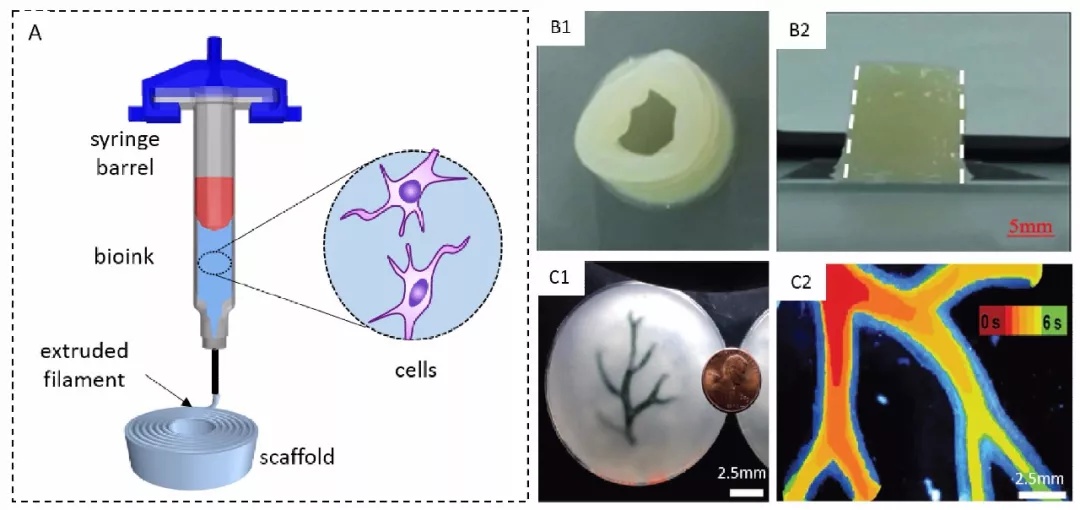 A
syringe
barrel
bioink
extruded
filament
cells
scaffold
B1
B2
5mm
C1
2.5mm
C2
0 s
6 s
2.5mm